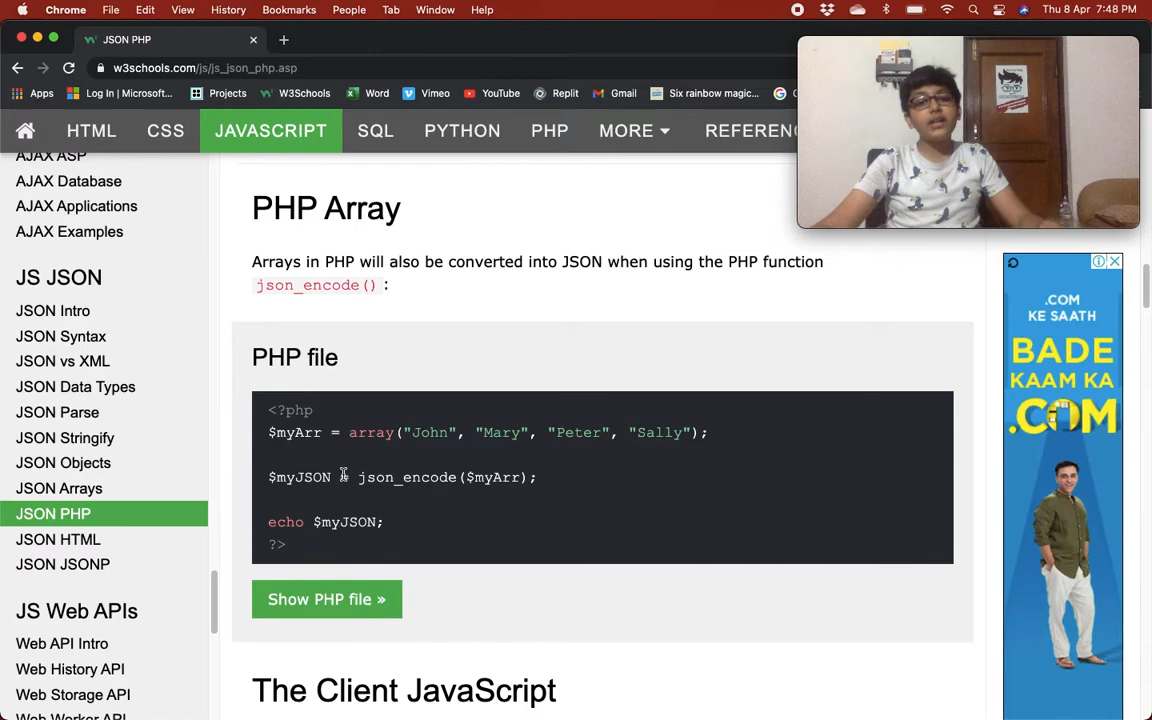 Chrome File Edit View History Bookmarks People Tab Window Help Thu 8 Apr 7:48 PM
JSON PHP
w3schools.com/js/js_json_php.asp
Apps Log In | Microsoft... Projects W3Schools Word Vimeo YouTube Replit Gmail Six rainbow magic...
HTML CSS JAVASCRIPT SQL PYTHON PHP MORE REFERENC
AJAX ASP
AJAX Database
AJAX Applications
AJAX Examples
JS JSON
JSON Intro
JSON Syntax
JSON vs XML
JSON Data Types
JSON Parse
JSON Stringify
JSON Objects
JSON Arrays
JSON PHP
JSON HTML
JSON JSONP
JS Web APIs
Web API Intro
Web History API
Web Storage API
PHP Array
Arrays in PHP will also be converted into JSON when using the PHP function
json_encode() :
PHP file
<?php
$myArr = array("John", "Mary", "Peter", "Sally");
$myJSON = json_encode($myArr);
echo $myJSON;
?>
Show PHP file »
The Client JavaScript
.COM
KE SAATH
BADE
KAAM KA
.COM